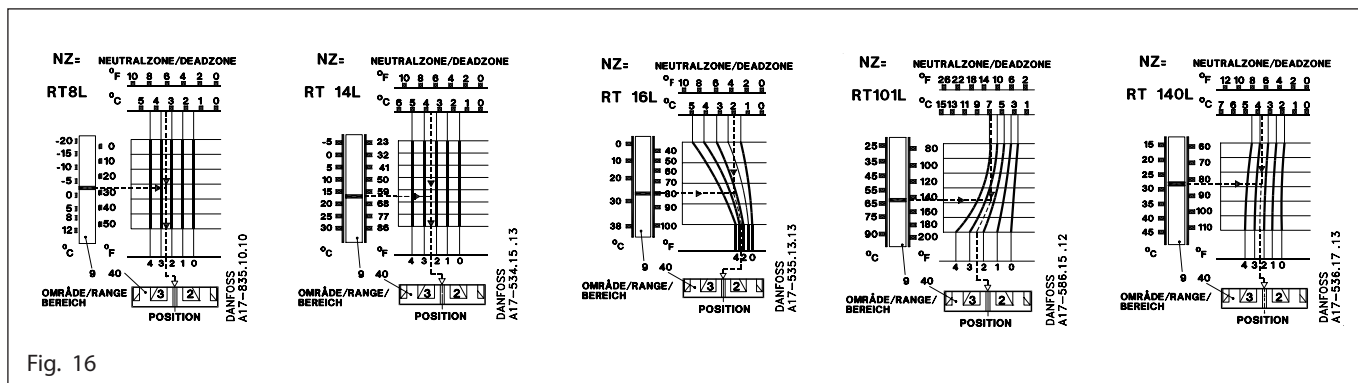 NZ= NEUTRALZONE/DEADZONE
°F 10 8 6 4 2 0
RT8L
°C 5 4 3 2 1 0
-20
-15 0
-10 10
-5 20
0 30
5 40
8
12 50
°C °F 4 3 2 1 0
9 40
OMRÅDE/RANGE/ 3 2
BEREICH
POSITION
DANFOSS
A17-835.10.10
NZ= NEUTRALZONE/DEADZONE
°F 10 8 6 4 2 0
RT 14L
°C 6 5 4 3 2 1 0
-5 23
0 32
5 41
10 50
15 59
20 68
25 77
30 86
°C °F 4 3 2 1 0
9 40
OMRÅDE/RANGE/ 3 2
BEREICH
POSITION
DANFOSS
A17-534.15.13
NZ= NEUTRALZONE/DEADZONE
°F 10 8 6 4 2 0
RT 16L
°C 5 4 3 2 1 0
0 40
10 50
60
20 70
80
30 90
38 100
°C °F 4 2 0
9 40
OMRÅDE/RANGE/ 3 2
BEREICH
POSITION
DANFOSS
A17-535.13.13
NZ= NEUTRALZONE/DEADZONE
°F 26 22 18 14 10 6 2
RT101L
°C 15 13 11 9 7 5 3 1
25 80
35 100
45 120
55 140
65 160
75 180
90 200
°C °F 4 3 2 1 0
9 40
OMRÅDE/RANGE/ 3 2
BEREICH
POSITION
DANFOSS
A17-586.15.12
NZ= NEUTRALZONE/DEADZONE
°F 12 10 8 6 4 2 0
RT 140L
°C 7 6 5 4 3 2 1 0
15 60
20 70
25 80
30 90
35 100
40 110
45
°C °F 4 3 2 1 0
9 40
OMRÅDE/RANGE/ 3 2
BEREICH
POSITION
DANFOSS
A17-536.17.13
Fig. 16